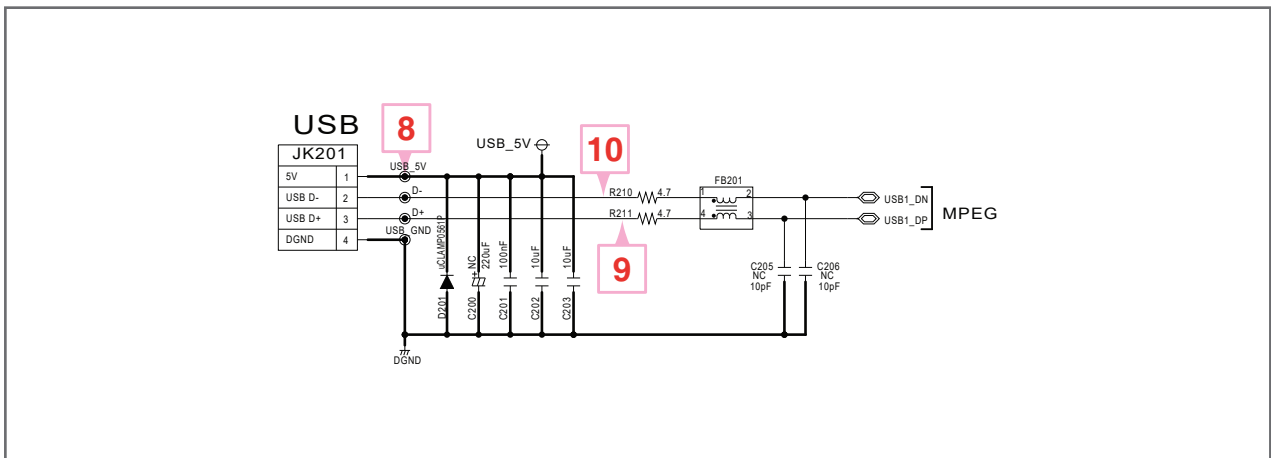 USB
8
USB_5V
10
JK201
USB_5V
5V 1
USB D- 2
D-
R210
4.7
FB201
1 2
USB1_DN
USB D+ 3
D+
R211
4.7
4 3
USB1_DP
MPEG
DGND 4
USB_GND
9
uCLAMP0561P
D201
+ NC
220uF
C200
100nF
C201
10uF
C202
10uF
C203
C205
NC
10pF
C206
NC
10pF
DGND